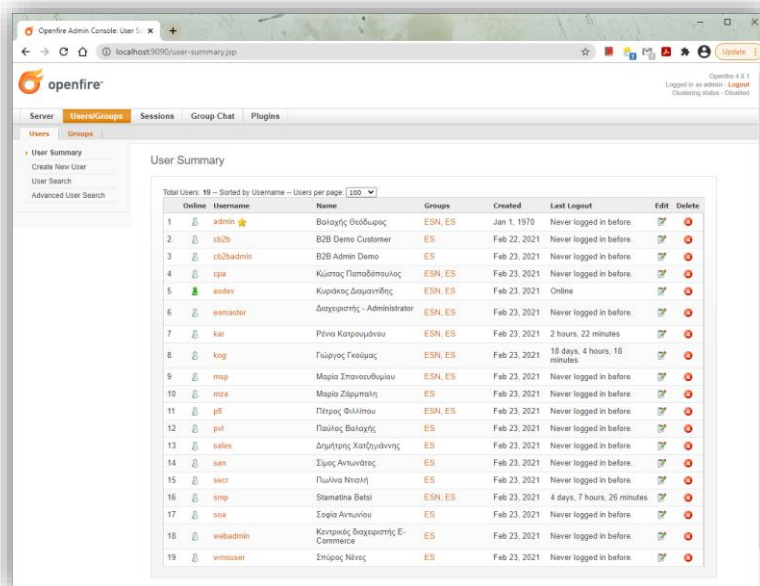 Openfire Admin Console: User Su
localhost:9090/user-summary.jsp
Update
openfire
Openfire 4.6.1
Logged in as admin - Logout
Clustering status - Disabled
Server Users/Groups Sessions Group Chat Plugins
Users Groups
User Summary
Create New User
User Search
Advanced User Search
User Summary
Total Users: 19 -- Sorted by Username -- Users per page: 100
Online Username Name Groups Created Last Logout Edit Delete
1 admin Βαλαχής Θεόδωρος ESN, ES Jan 1, 1970 Never logged in before.
2 cb2b B2B Demo Customer ES Feb 22, 2021 Never logged in before.
3 cb2badmin B2B Admin Demo ES Feb 23, 2021 Never logged in before.
4 cpa Κώστας Παπαδόπουλος ESN, ES Feb 23, 2021 Never logged in before.
5 esdev Κυριάκος Διαμαντίδης ESN, ES Feb 23, 2021 Online
6 esmaster Διαχειριστής - Administrator ESN, ES Feb 23, 2021 Never logged in before.
7 kar Ρένια Κατρουμάνου ESN, ES Feb 23, 2021 2 hours, 22 minutes
8 kog Γιώργος Γκούμας ESN, ES Feb 23, 2021 18 days, 4 hours, 18
minutes
9 msp Μαρία Σπανοευθυμίου ESN, ES Feb 23, 2021 Never logged in before.
10 mza Μαρία Ζάρμπαλη ES Feb 23, 2021 Never logged in before.
11 pfi Πέτρος Φιλλίπου ESN, ES Feb 23, 2021 Never logged in before.
12 pvl Παύλος Βαλαχής ES Feb 23, 2021 Never logged in before.
13 sales Δημήτρης Χατζηγιάννης ES Feb 23, 2021 Never logged in before.
14 san Σίμος Αντωνάτος ES Feb 23, 2021 Never logged in before.
15 secr Πωλίνα Ντισλή ES Feb 23, 2021 Never logged in before.
16 smp Stamatina Betsi ESN, ES Feb 23, 2021 4 days, 7 hours, 26 minutes
17 soa Σοφία Αντωνίου ES Feb 23, 2021 Never logged in before.
18 webadmin Κεντρικός διαχειριστής E-
Commerce ES Feb 23, 2021 Never logged in before.
19 wmsuser Σπύρος Νένες ES Feb 23, 2021 Never logged in before.